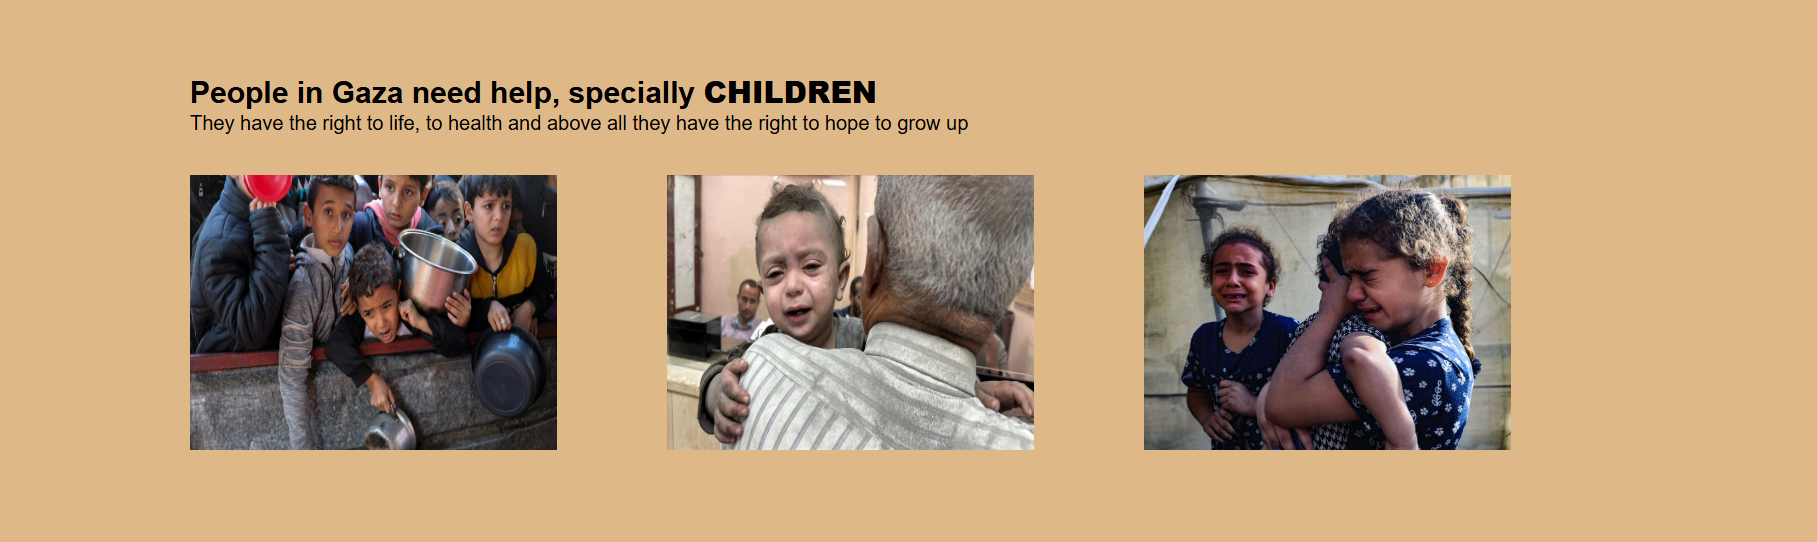 People in Gaza need help, specially CHILDREN
They have the right to life, to health and above all they have the right to hope to grow up